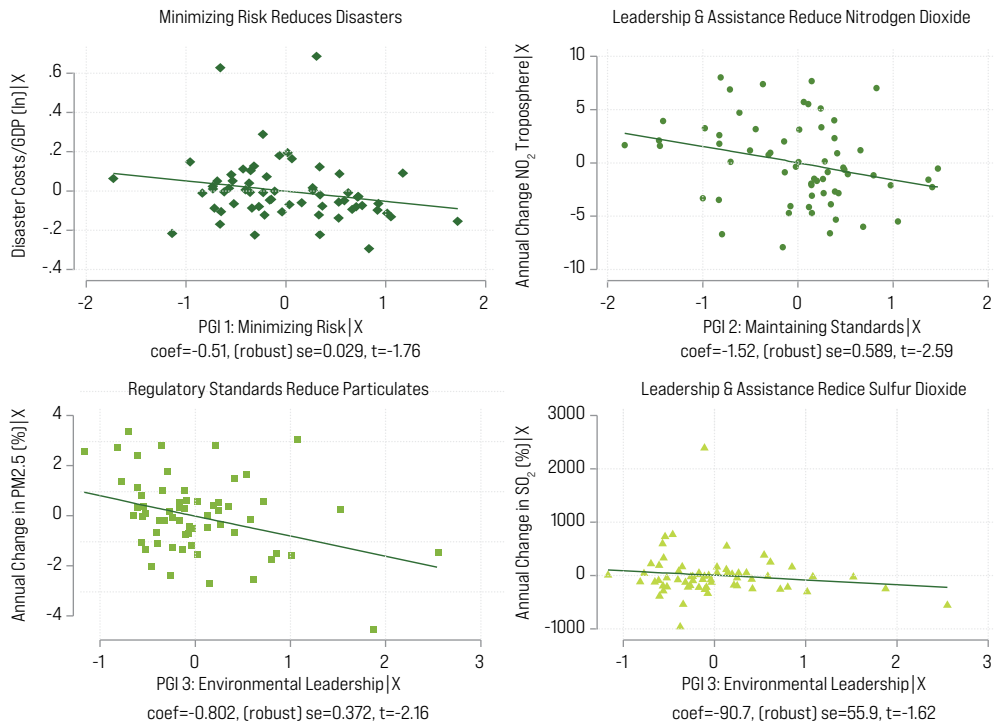 Minimizing Risk Reduces Disasters
Disaster Costs/GDP (ln)|X
.6
.4
.2
0
-.2
-.4
-2
-1
0
1
2
PGI 1: Minimizing Risk|X
coef=-0.51, (robust) se=0.029, t=-1.76
Leadership & Assistance Reduce Nitrodgen Dioxide
Annual Change NO2 Troposphere|X
10
5
0
-5
-10
-2
-1
0
1
2
PGI 2: Maintaining Standards|X
coef=-1.52, (robust) se=0.589, t=-2.59
Regulatory Standards Reduce Particulates
Annual Change in PM2.5 (%)|X
4
2
0
-2
-4
-1
0
1
2
3
PGI 3: Environmental Leadership|X
coef=-0.802, (robust) se=0.372, t=-2.16
Leadership & Assistance Redice Sulfur Dioxide
Annual Change in SO2 (%)|X
3000
2000
1000
0
-1000
-1
0
1
2
3
PGI 3: Environmental Leadership|X
coef=-90.7, (robust) se=55.9, t=-1.62